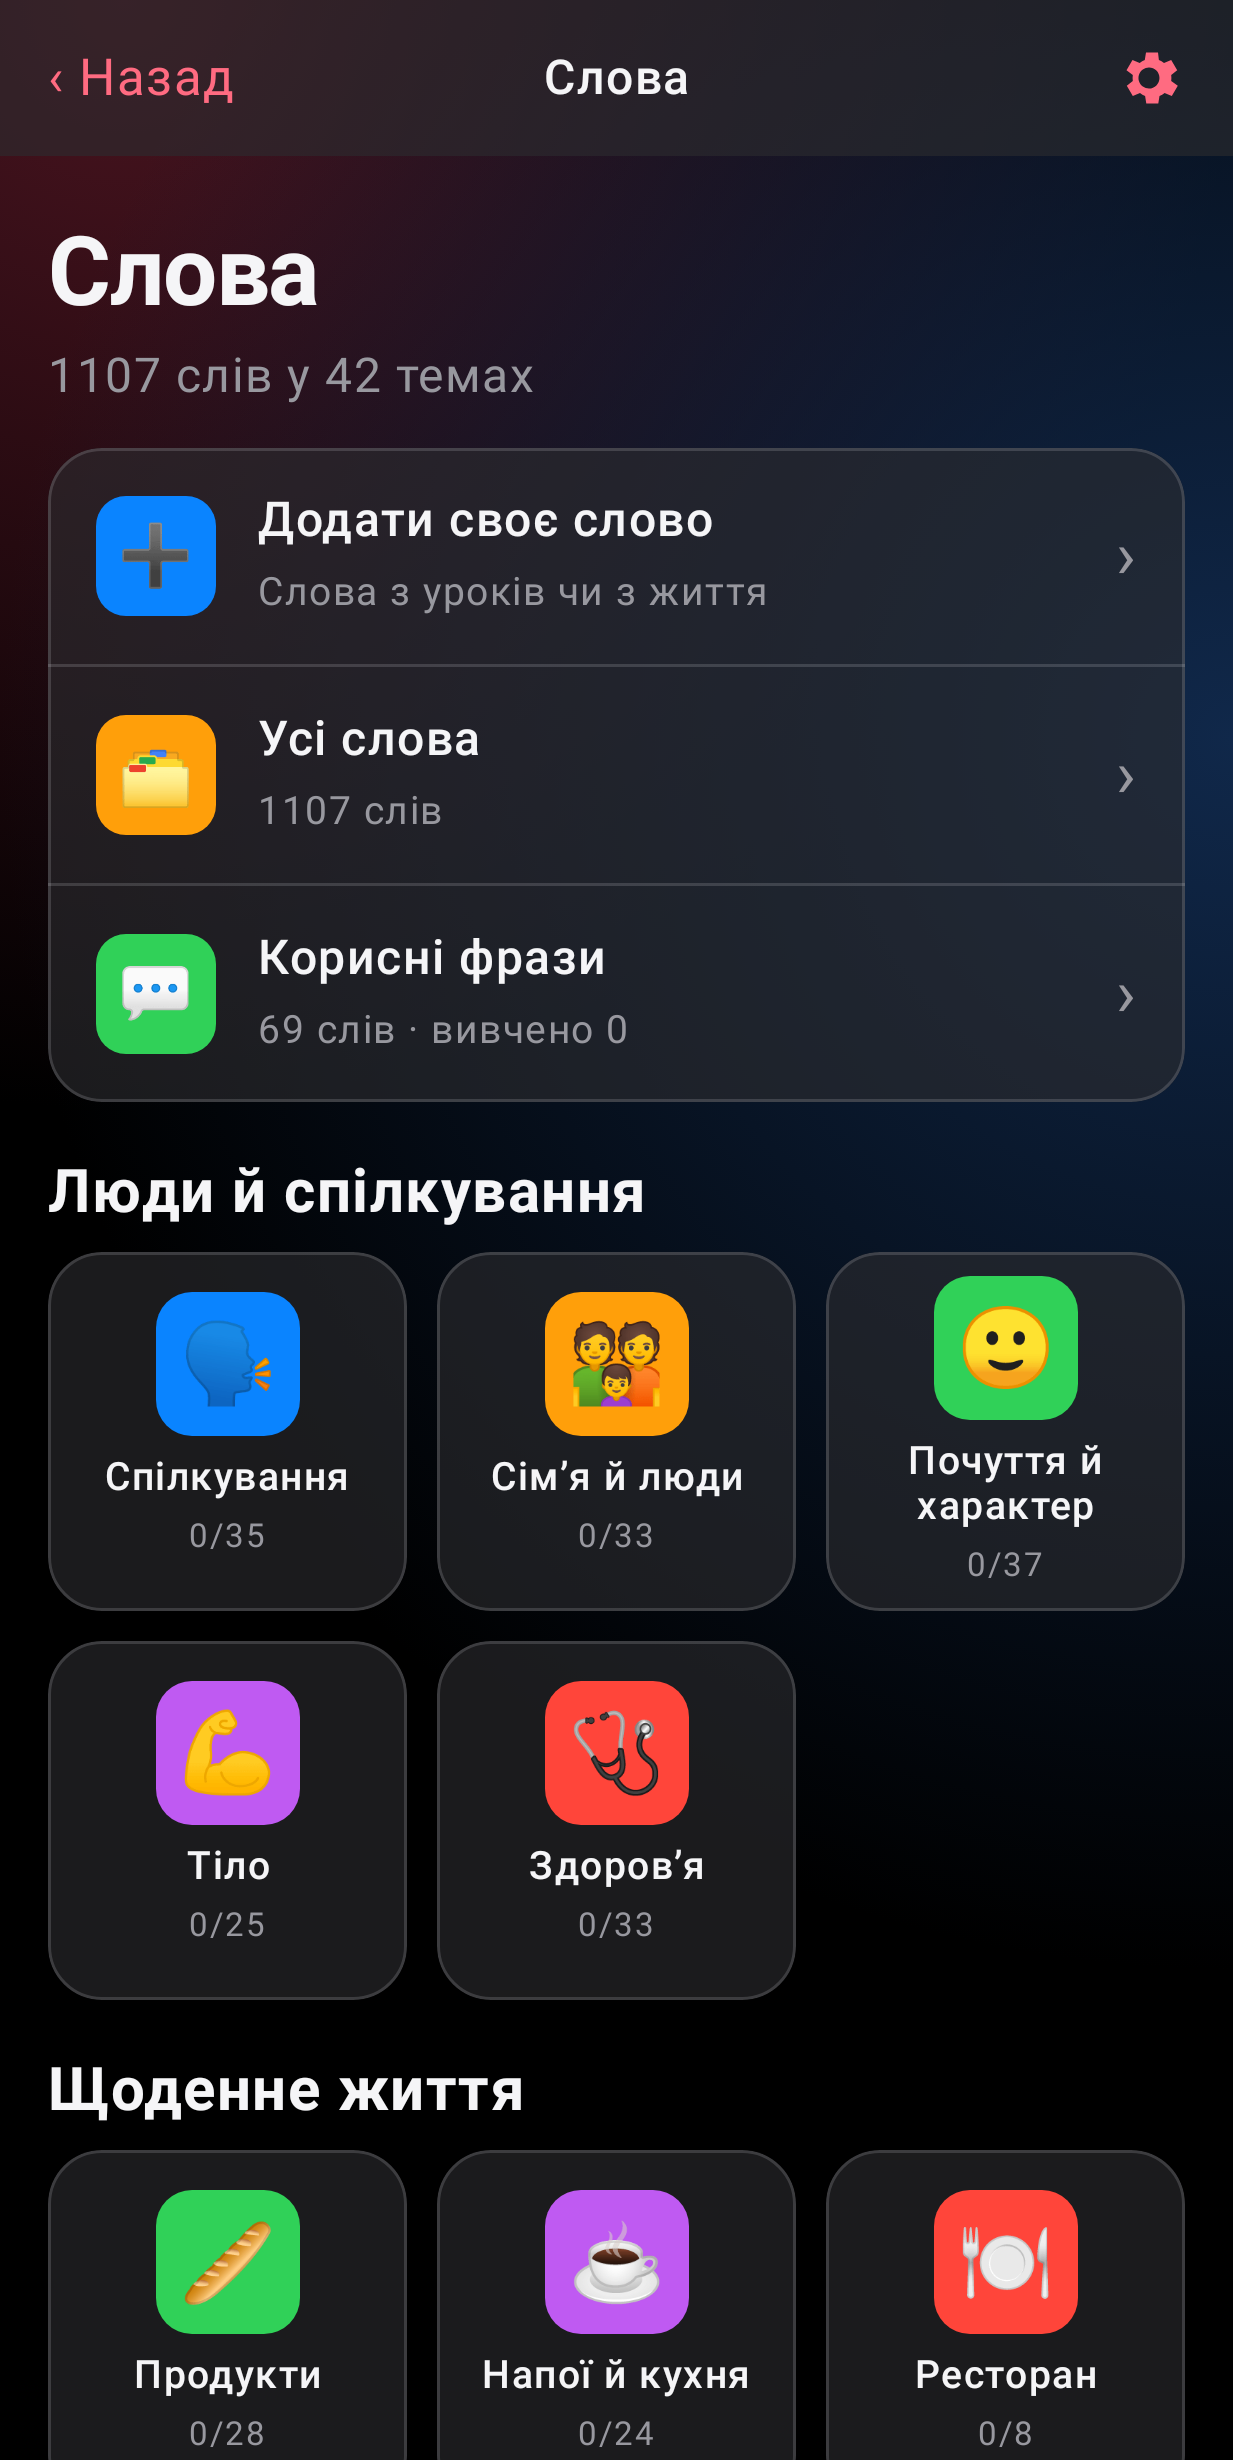 ‹ Назад
Слова
Слова
1107 слів у 42 темах
Додати своє слово
Слова з уроків чи з життя
Усі слова
1107 слів
Корисні фрази
69 слів · вивчено 0
Люди й спілкування
Спілкування
0/35
Сім’я й люди
0/33
Почуття й
характер
0/37
Тіло
0/25
Здоров’я
0/33
Щоденне життя
Продукти
0/28
Напої й кухня
0/24
Ресторан
0/8